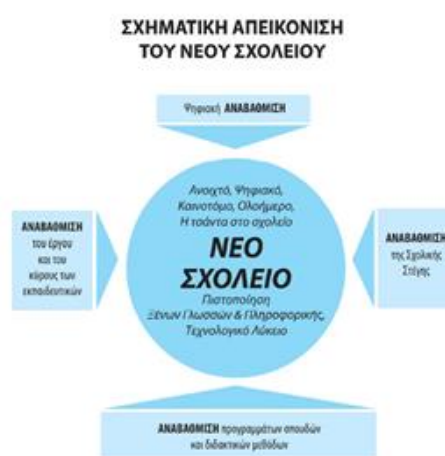 ΣΧΗΜΑΤΙΚΗ ΑΠΕΙΚΟΝΙΣΗ
ΤΟΥ ΝΕΟΥ ΣΧΟΛΕΙΟΥ
Ψηφιακή ΑΝΑΒΑΘΜΙΣΗ
Ανοιχτό, Ψηφιακό,
Καινοτόμο, Ολοήμερο,
Η τσάντα στο σχολείο
ΝΕΟ
ΣΧΟΛΕΙΟ
Πιστοποίηση
Ξένων Γλωσσών & Πληροφορικής,
Τεχνολογικό Λύκειο
ΑΝΑΒΑΘΜΙΣΗ
του έργου
και του
κύρους των
εκπαιδευτικών
ΑΝΑΒΑΘΜΙΣΗ
της Σχολικής
Στέγης
ΑΝΑΒΑΘΜΙΣΗ προγραμμάτων σπουδών
και διδακτικών μεθόδων